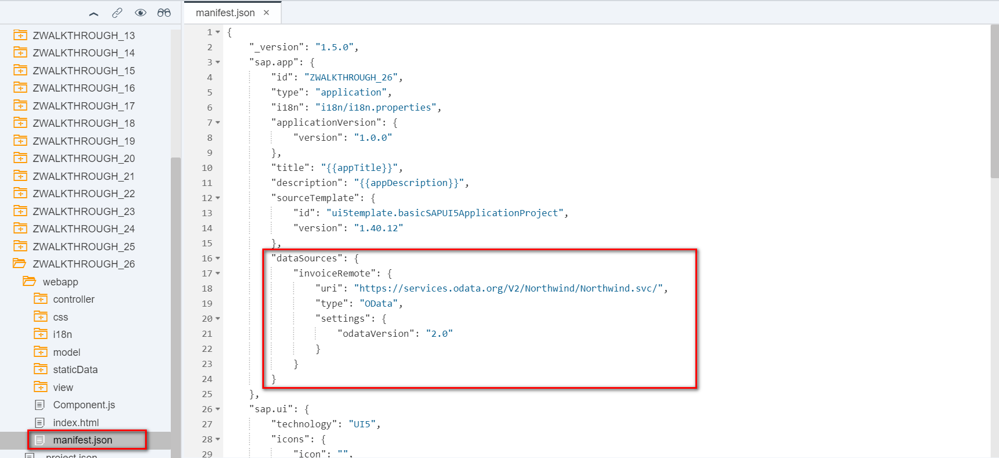 ZWALKTHROUGH_13
ZWALKTHROUGH_14
ZWALKTHROUGH_15
ZWALKTHROUGH_16
ZWALKTHROUGH_17
ZWALKTHROUGH_18
ZWALKTHROUGH_19
ZWALKTHROUGH_20
ZWALKTHROUGH_21
ZWALKTHROUGH_22
ZWALKTHROUGH_23
ZWALKTHROUGH_24
ZWALKTHROUGH_25
ZWALKTHROUGH_26
webapp
controller
css
i18n
model
staticData
view
Component.js
index.html
manifest.json
project.json
manifest.json ×
1 {
2 "_version": "1.5.0",
3 "sap.app": {
4 "id": "ZWALKTHROUGH_26",
5 "type": "application",
6 "i18n": "i18n/i18n.properties",
7 "applicationVersion": {
8 "version": "1.0.0"
9 },
10 "title": "{{appTitle}}",
11 "description": "{{appDescription}}",
12 "sourceTemplate": {
13 "id": "ui5template.basicSAPUI5ApplicationProject",
14 "version": "1.40.12"
15 },
16 "dataSources": {
17 "invoiceRemote": {
18 "uri": "https://services.odata.org/V2/Northwind/Northwind.svc/",
19 "type": "OData",
20 "settings": {
21 "odataVersion": "2.0"
22 }
23 }
24 }
25 },
26 "sap.ui": {
27 "technology": "UI5",
28 "icons": {
29 "icon": "",